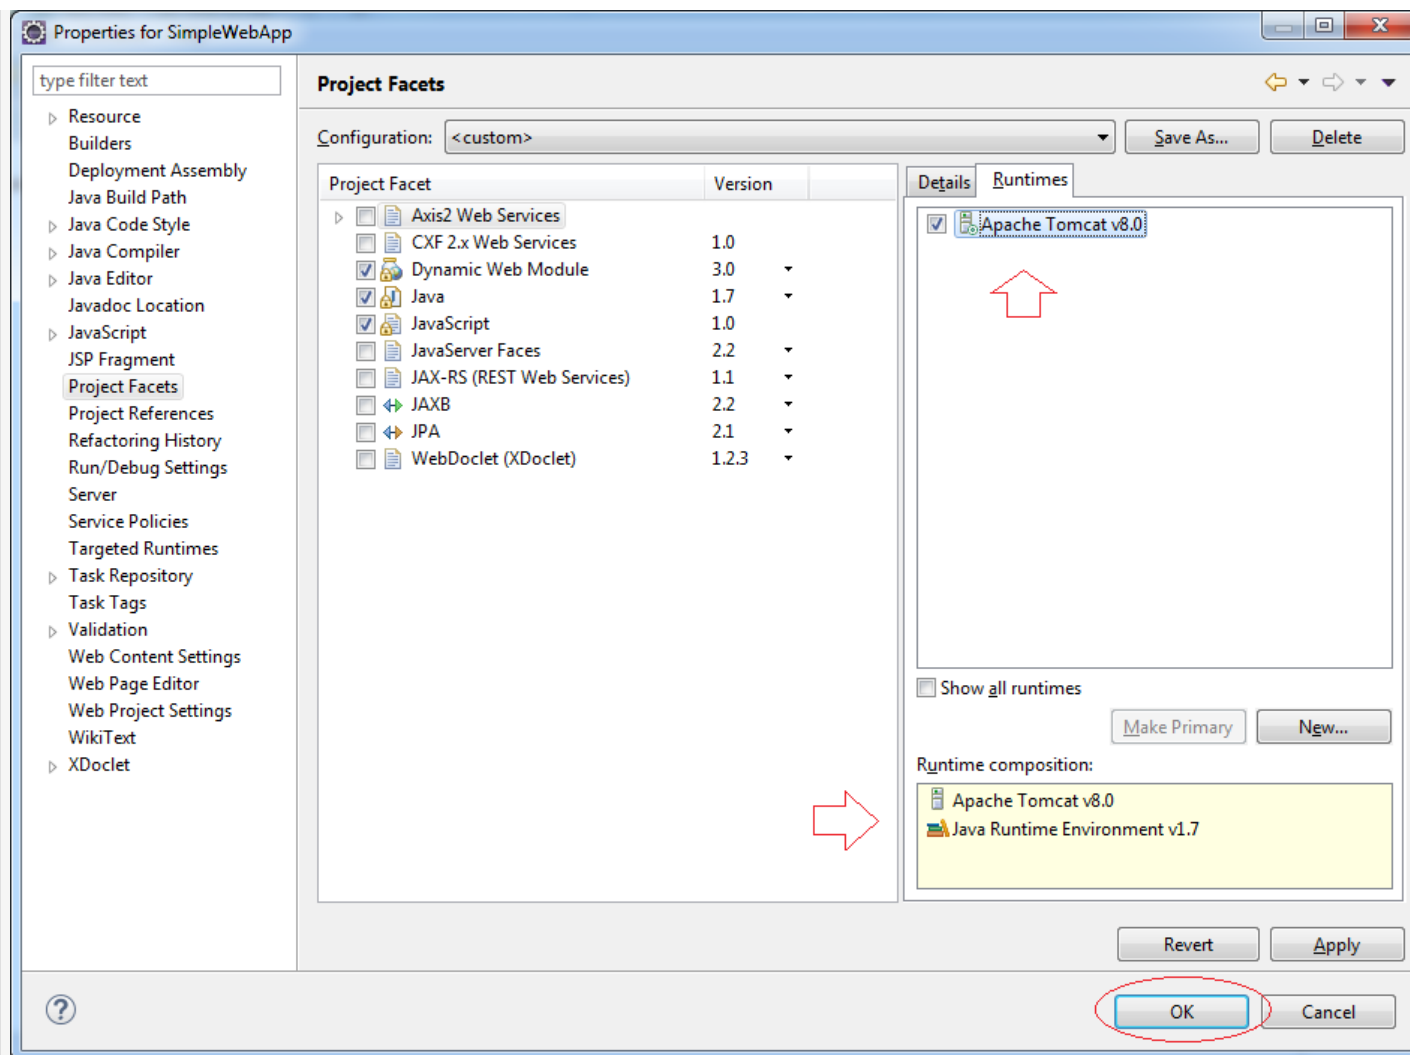 Properties for SimpleWebApp
type filter text
Resource
Builders
Deployment Assembly
Java Build Path
Java Code Style
Java Compiler
Java Editor
Javadoc Location
JavaScript
JSP Fragment
Project Facets
Project References
Refactoring History
Run/Debug Settings
Server
Service Policies
Targeted Runtimes
Task Repository
Task Tags
Validation
Web Content Settings
Web Page Editor
Web Project Settings
WikiText
XDoclet
Project Facets
Configuration: <custom> Save As... Delete
Project Facet Version
Axis2 Web Services
CXF 2.x Web Services 1.0
Dynamic Web Module 3.0
Java 1.7
JavaScript 1.0
JavaServer Faces 2.2
JAX-RS (REST Web Services) 1.1
JAXB 2.2
JPA 2.1
WebDoclet (XDoclet) 1.2.3
Details Runtimes
Apache Tomcat v8.0
Show all runtimes
Make Primary New...
Runtime composition:
Apache Tomcat v8.0
Java Runtime Environment v1.7
Revert Apply
? OK Cancel